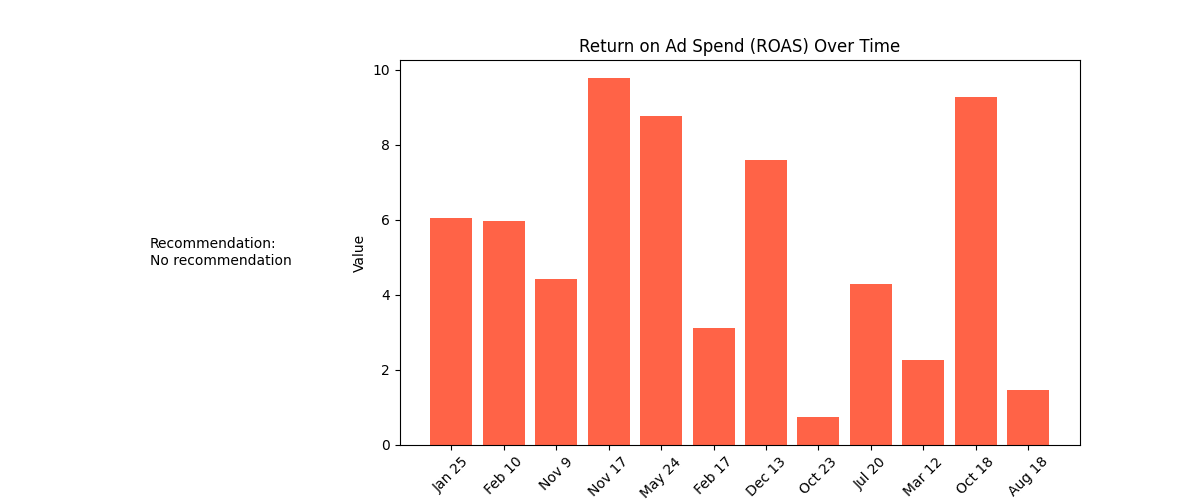 Return on Ad Spend (ROAS) Over Time
10
8
6
4
2
0
Value
Recommendation:
No recommendation
Jan 25
Feb 10
Nov 9
Nov 17
May 24
Feb 17
Dec 13
Oct 23
Jul 20
Mar 12
Oct 18
Aug 18